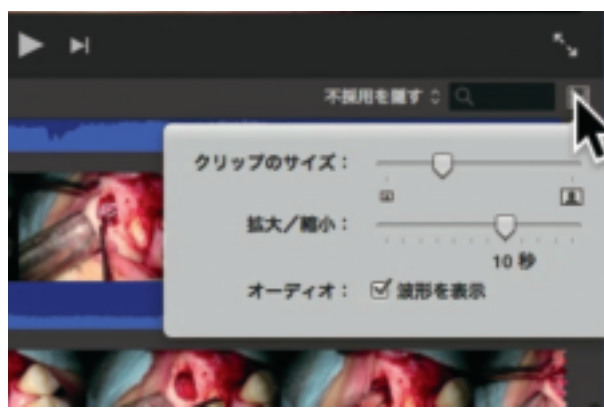 不採用を隠す
クリップのサイズ：
拡大／縮小：
10 秒
オーディオ： 波形を表示